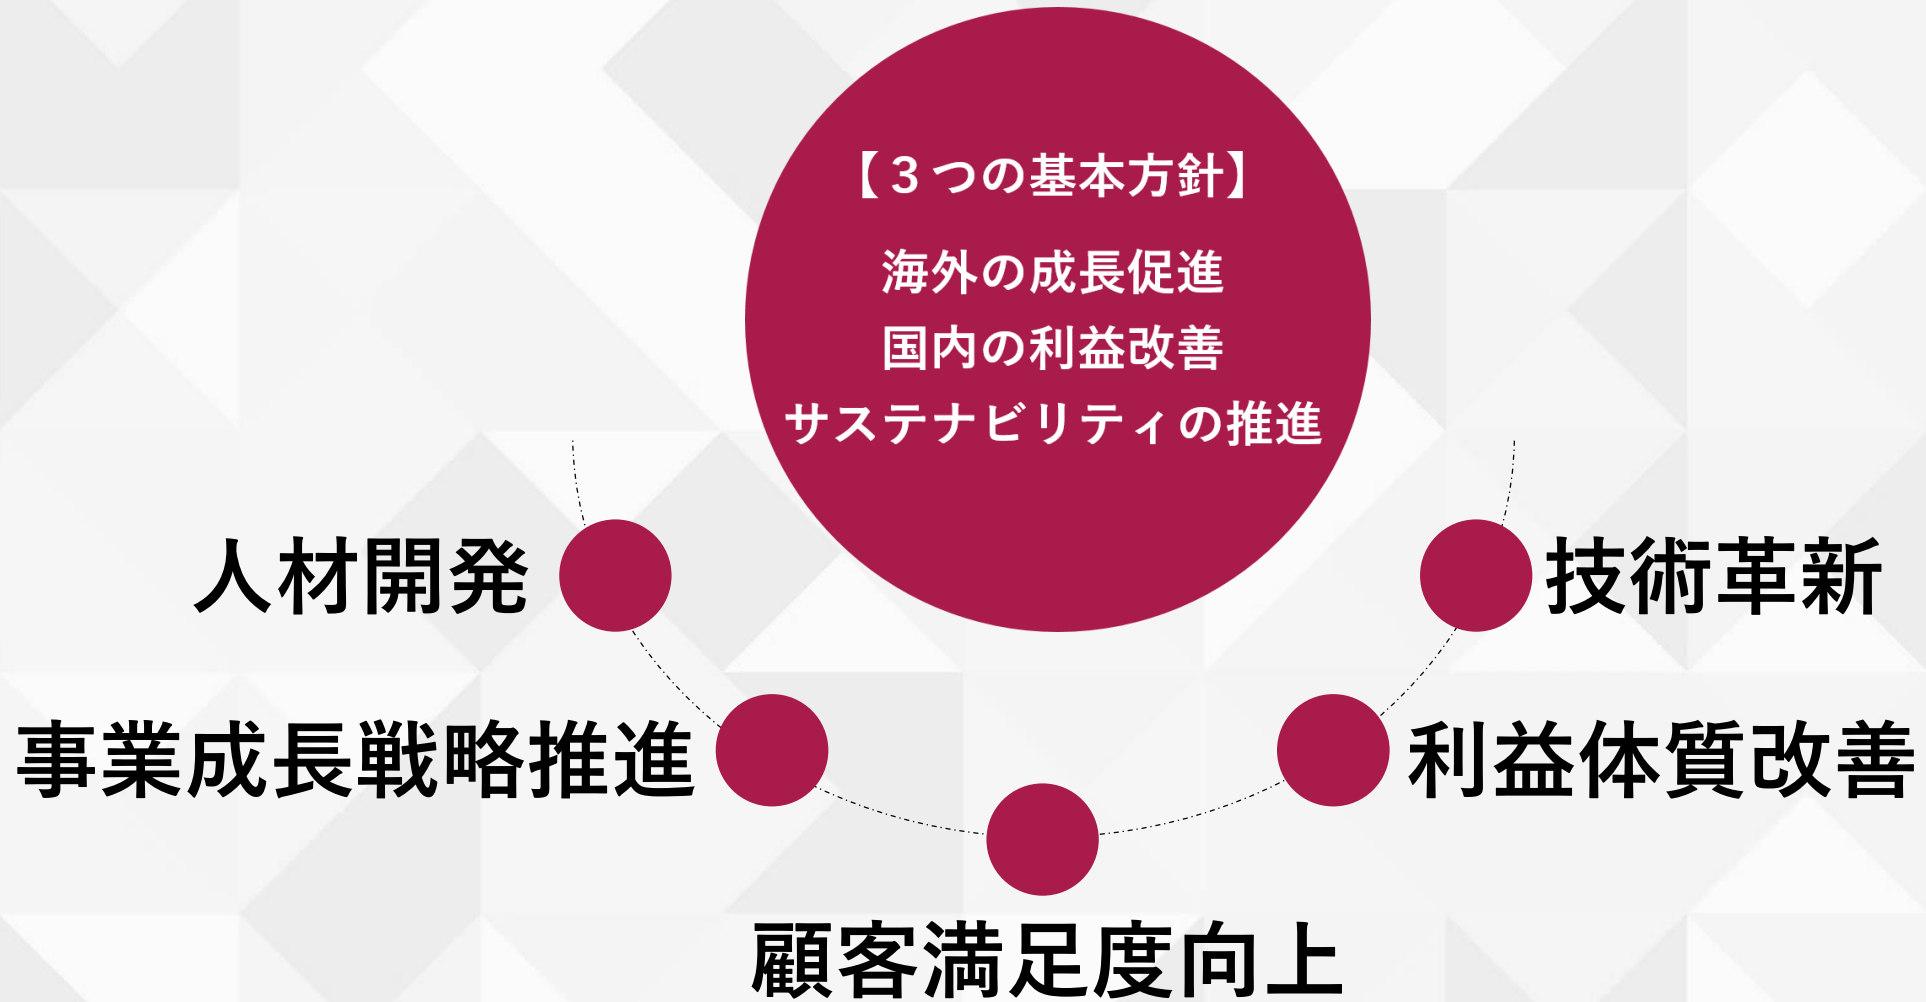 【３つの基本方針】
海外の成長促進
国内の利益改善
サステナビリティの推進
人材開発
技術革新
事業成長戦略推進
利益体質改善
顧客満足度向上